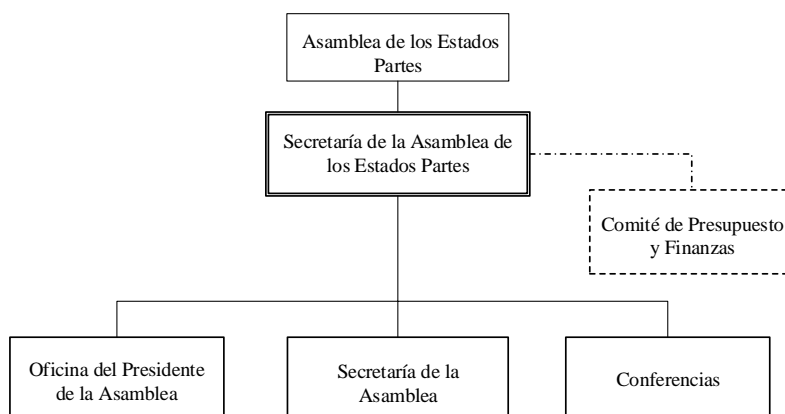 Asamblea de los Estados
Partes
Secretaría de la Asamblea de
los Estados Partes
Comité de Presupuesto
y Finanzas
Oficina del Presidente
de la Asamblea
Secretaría de la
Asamblea
Conferencias